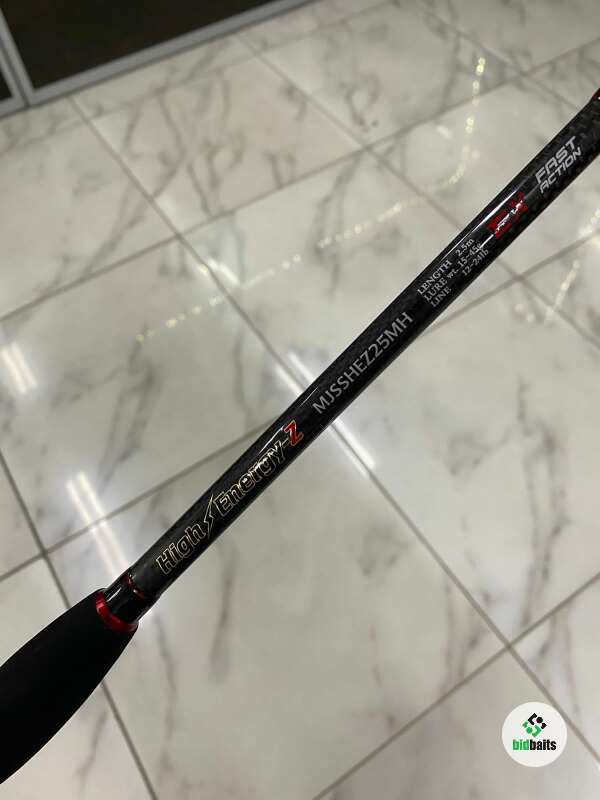 High Energy-Z
MJSSHEZ25MH
LENGTH 2.5m
LURE wt. 15-45g
LINE 12-24lb
FAST
ACTION
bidbaits